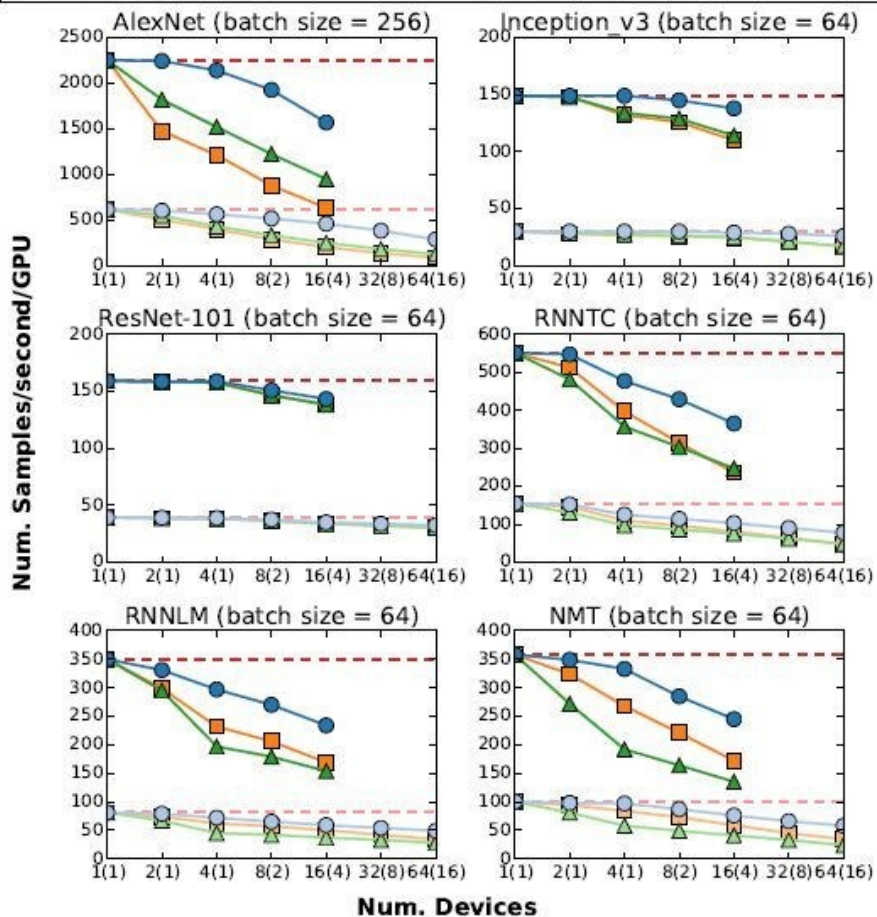 AlexNet (batch size = 256)
2500
2000
1500
1000
500
0
1(1) 2(1) 4(1) 8(2) 16(4) 32(8) 64(16)
Inception_v3 (batch size = 64)
200
150
100
50
0
1(1) 2(1) 4(1) 8(2) 16(4) 32(8) 64(16)
ResNet-101 (batch size = 64)
200
150
100
50
0
1(1) 2(1) 4(1) 8(2) 16(4) 32(8) 64(16)
RNNTC (batch size = 64)
600
500
400
300
200
100
0
1(1) 2(1) 4(1) 8(2) 16(4) 32(8) 64(16)
RNNLM (batch size = 64)
400
350
300
250
200
150
100
50
0
1(1) 2(1) 4(1) 8(2) 16(4) 32(8) 64(16)
NMT (batch size = 64)
400
350
300
250
200
150
100
50
0
1(1) 2(1) 4(1) 8(2) 16(4) 32(8) 64(16)
Num. Samples/second/GPU
Num. Devices